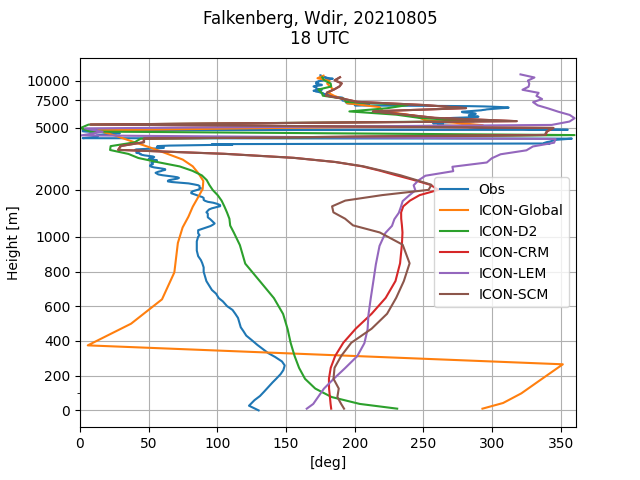 Falkenberg, Wdir, 20210805
18 UTC
Height [m]
10000
7500
5000
2000
1000
800
600
400
200
0
Obs
ICON-Global
ICON-D2
ICON-CRM
ICON-LEM
ICON-SCM
0 50 100 150 200 250 300 350
[deg]